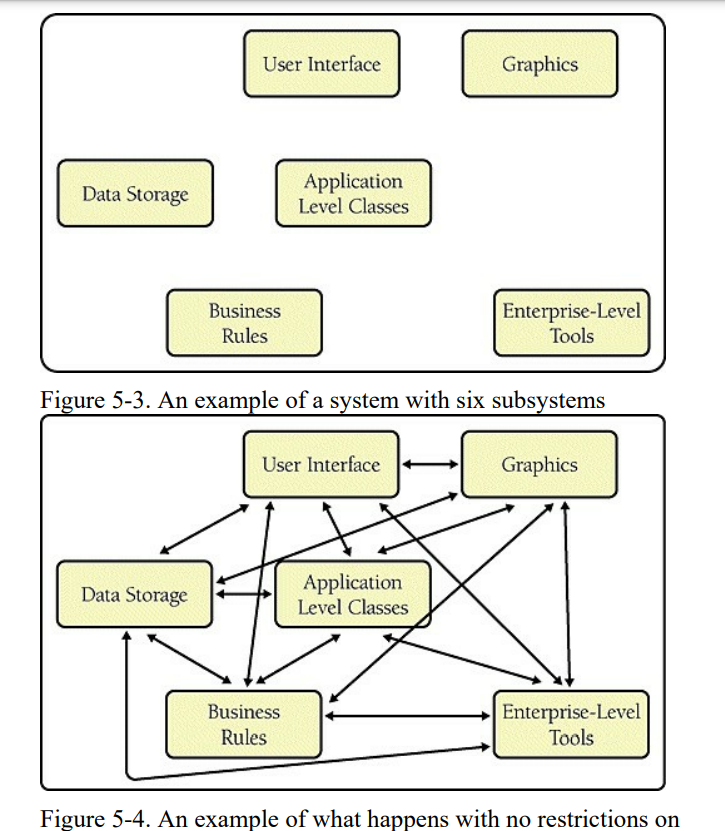 User Interface
Graphics
Data Storage
Application
Level Classes
Business
Rules
Enterprise-Level
Tools
Figure 5-3. An example of a system with six subsystems
User Interface
Graphics
Data Storage
Application
Level Classes
Business
Rules
Enterprise-Level
Tools
Figure 5-4. An example of what happens with no restrictions on